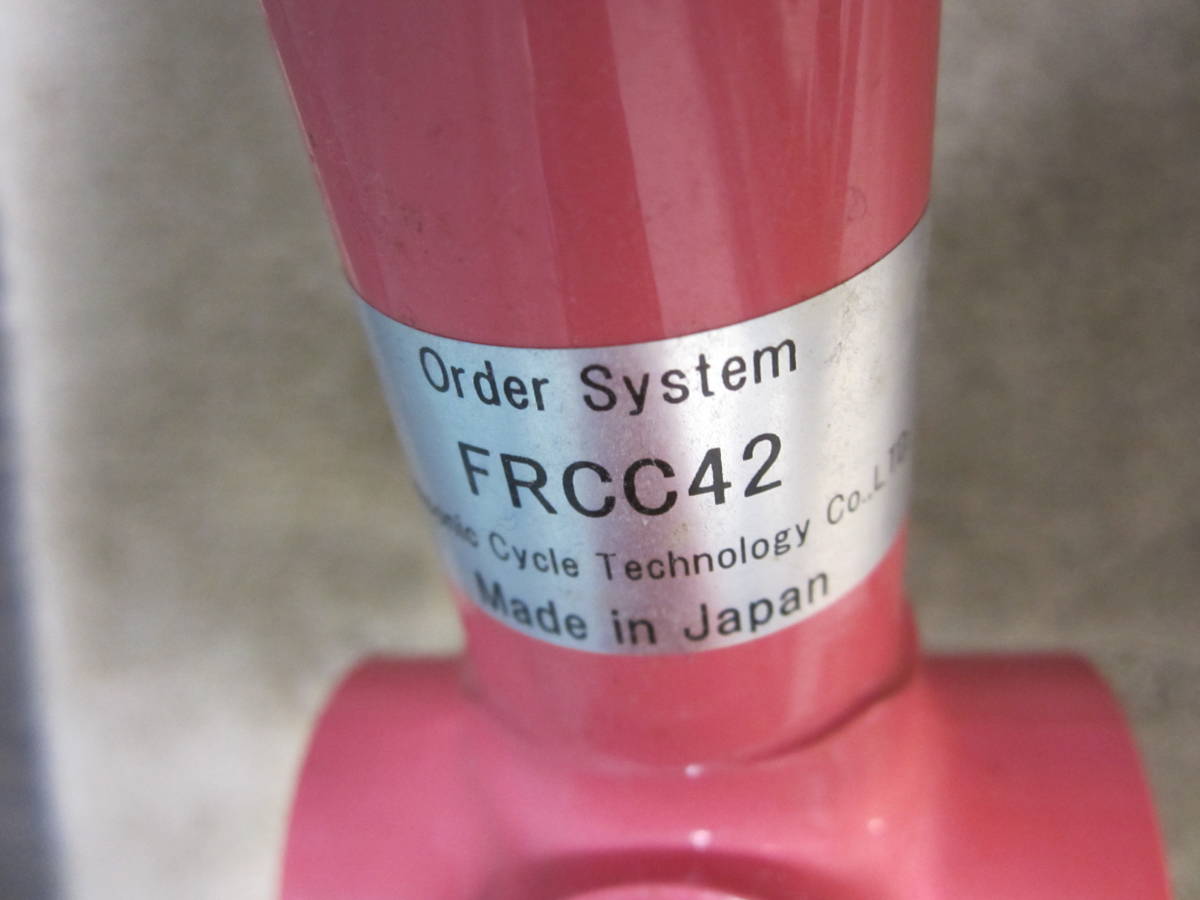 Order System
FRCC42
Cycle Technology Co.,LTD
Made in Japan